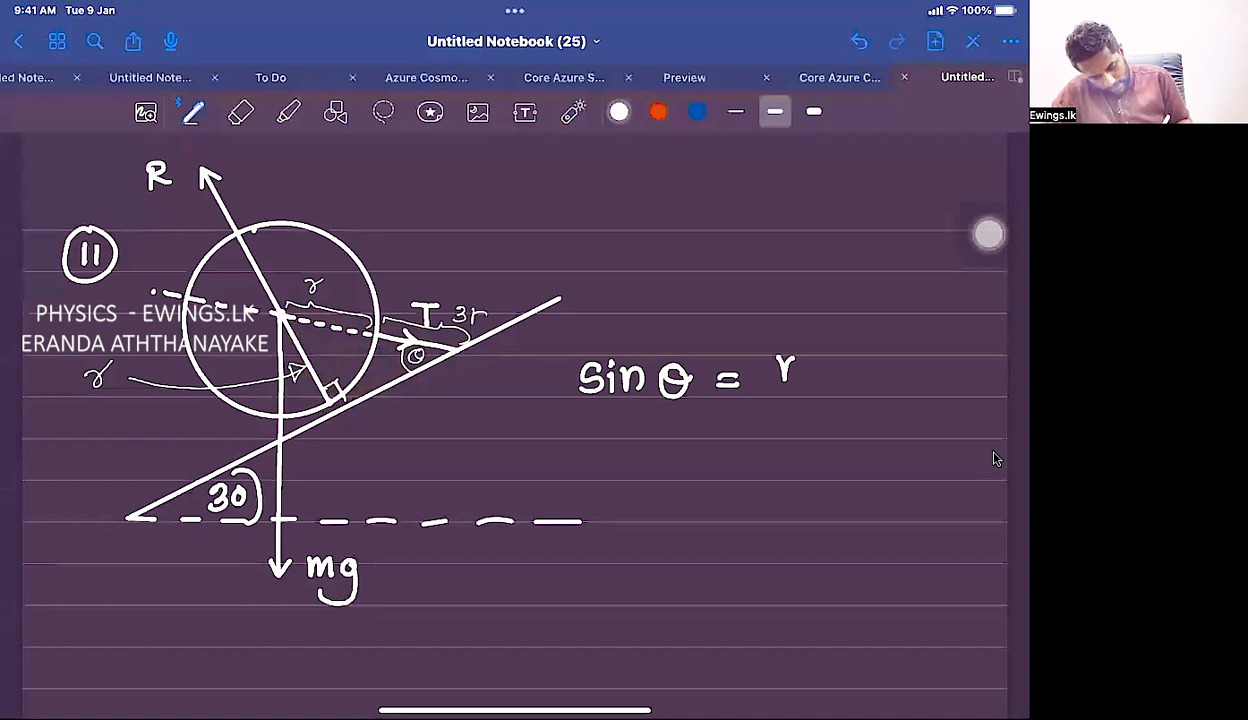 9:41 AM Tue 9 Jan
100%
Untitled Notebook (25)
led Note...
Untitled Note...
To Do
Azure Cosmo...
Core Azure S...
Preview
Core Azure C...
Untitled...
T
Ewings.lk
R
11
r
T 3r
PHYSICS - EWINGS.LK
ERANDA ATHTHANAYAKE
θ
r
sin θ = r
30
mg